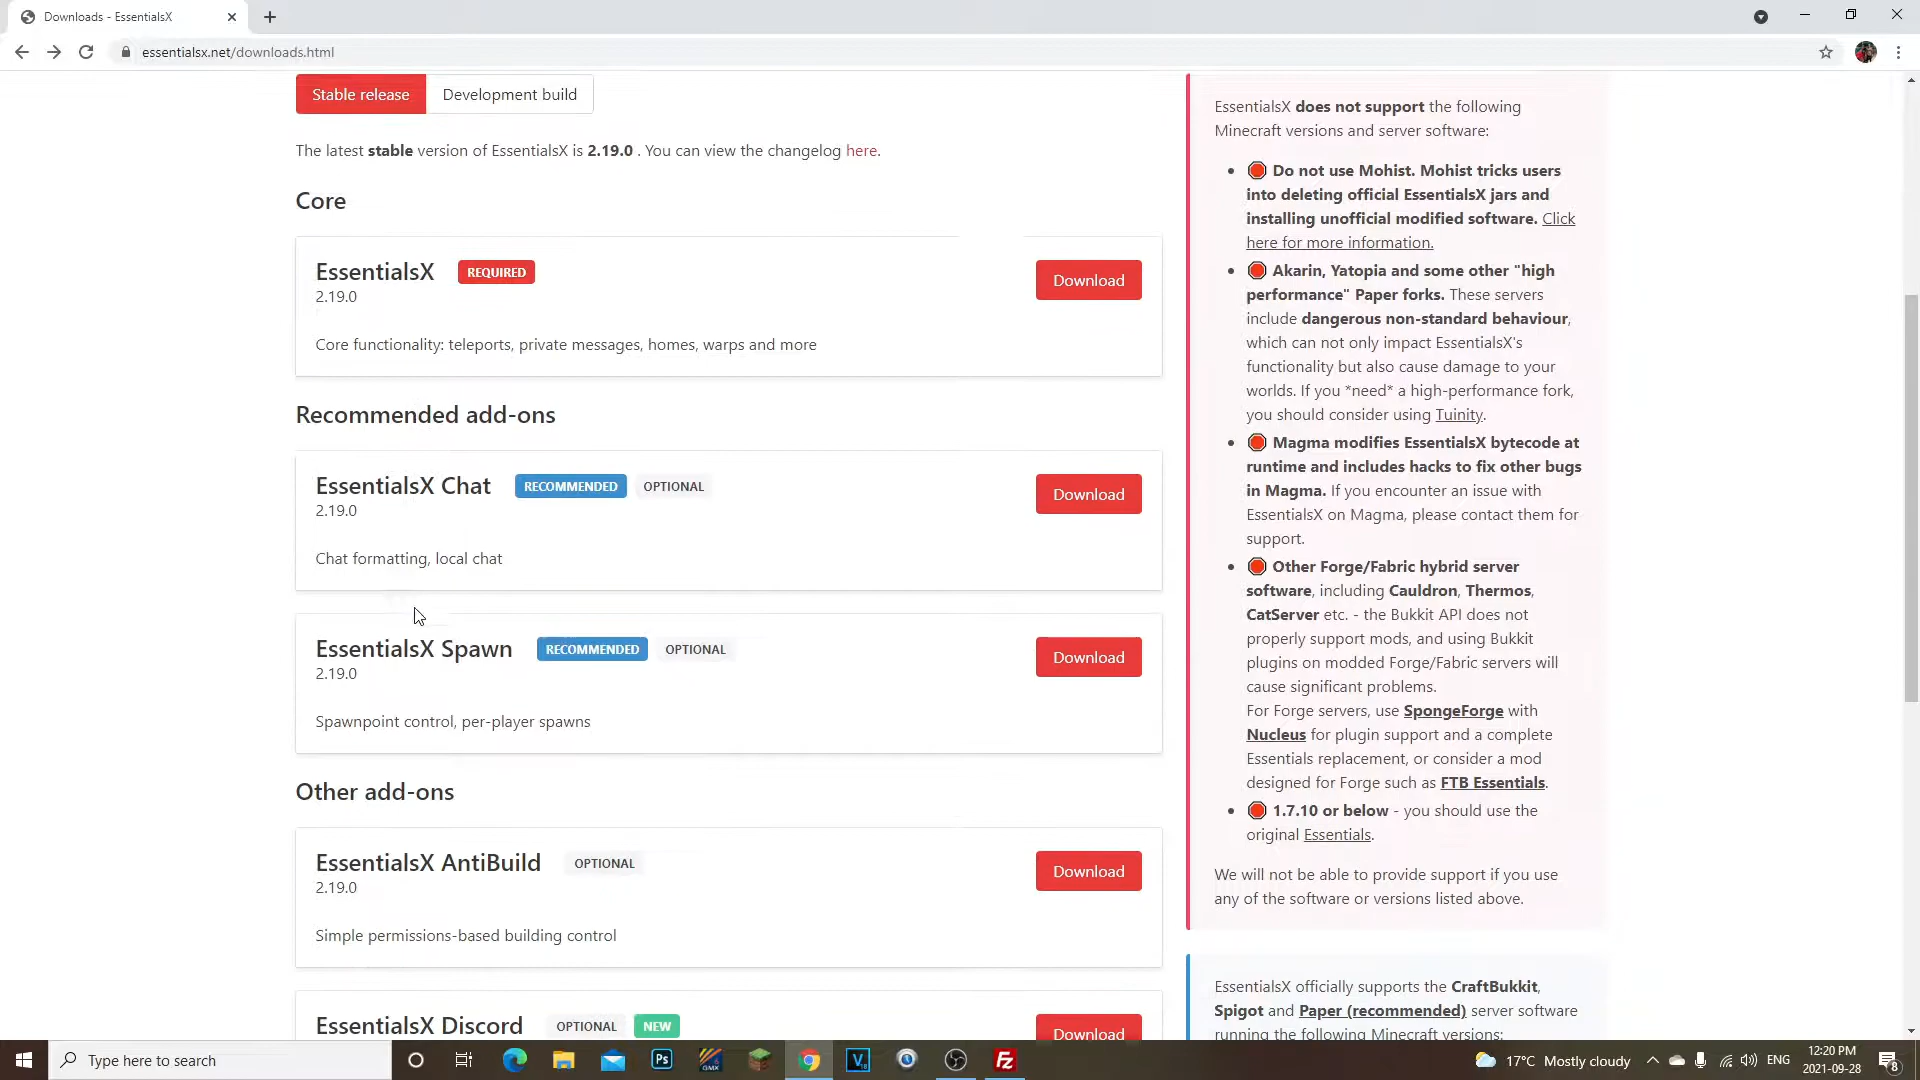 Downloads - EssentialsX
essentialsx.net/downloads.html
Stable release
Development build
The latest stable version of EssentialsX is 2.19.0 . You can view the changelog here.
Core
EssentialsX REQUIRED
2.19.0
Download
Core functionality: teleports, private messages, homes, warps and more
Recommended add-ons
EssentialsX Chat RECOMMENDED OPTIONAL
2.19.0
Download
Chat formatting, local chat
EssentialsX Spawn RECOMMENDED OPTIONAL
2.19.0
Download
Spawnpoint control, per-player spawns
Other add-ons
EssentialsX AntiBuild OPTIONAL
2.19.0
Download
Simple permissions-based building control
EssentialsX Discord OPTIONAL NEW
Download
EssentialsX does not support the following
Minecraft versions and server software:
Do not use Mohist. Mohist tricks users
into deleting official EssentialsX jars and
installing unofficial modified software. Click
here for more information.
Akarin, Yatopia and some other "high
performance" Paper forks. These servers
include dangerous non-standard behaviour,
which can not only impact EssentialsX's
functionality but also cause damage to your
worlds. If you *need* a high-performance fork,
you should consider using Tuinity.
Magma modifies EssentialsX bytecode at
runtime and includes hacks to fix other bugs
in Magma. If you encounter an issue with
EssentialsX on Magma, please contact them for
support.
Other Forge/Fabric hybrid server
software, including Cauldron, Thermos,
CatServer etc. - the Bukkit API does not
properly support mods, and using Bukkit
plugins on modded Forge/Fabric servers will
cause significant problems.
For Forge servers, use SpongeForge with
Nucleus for plugin support and a complete
Essentials replacement, or consider a mod
designed for Forge such as FTB Essentials.
1.7.10 or below - you should use the
original Essentials.
We will not be able to provide support if you use
any of the software or versions listed above.
EssentialsX officially supports the CraftBukkit,
Spigot and Paper (recommended) server software
running the following Minecraft versions:
Type here to search
Ps
GMX
V
18
Fz
17°C Mostly cloudy
ENG
12:20 PM
2021-09-28
8